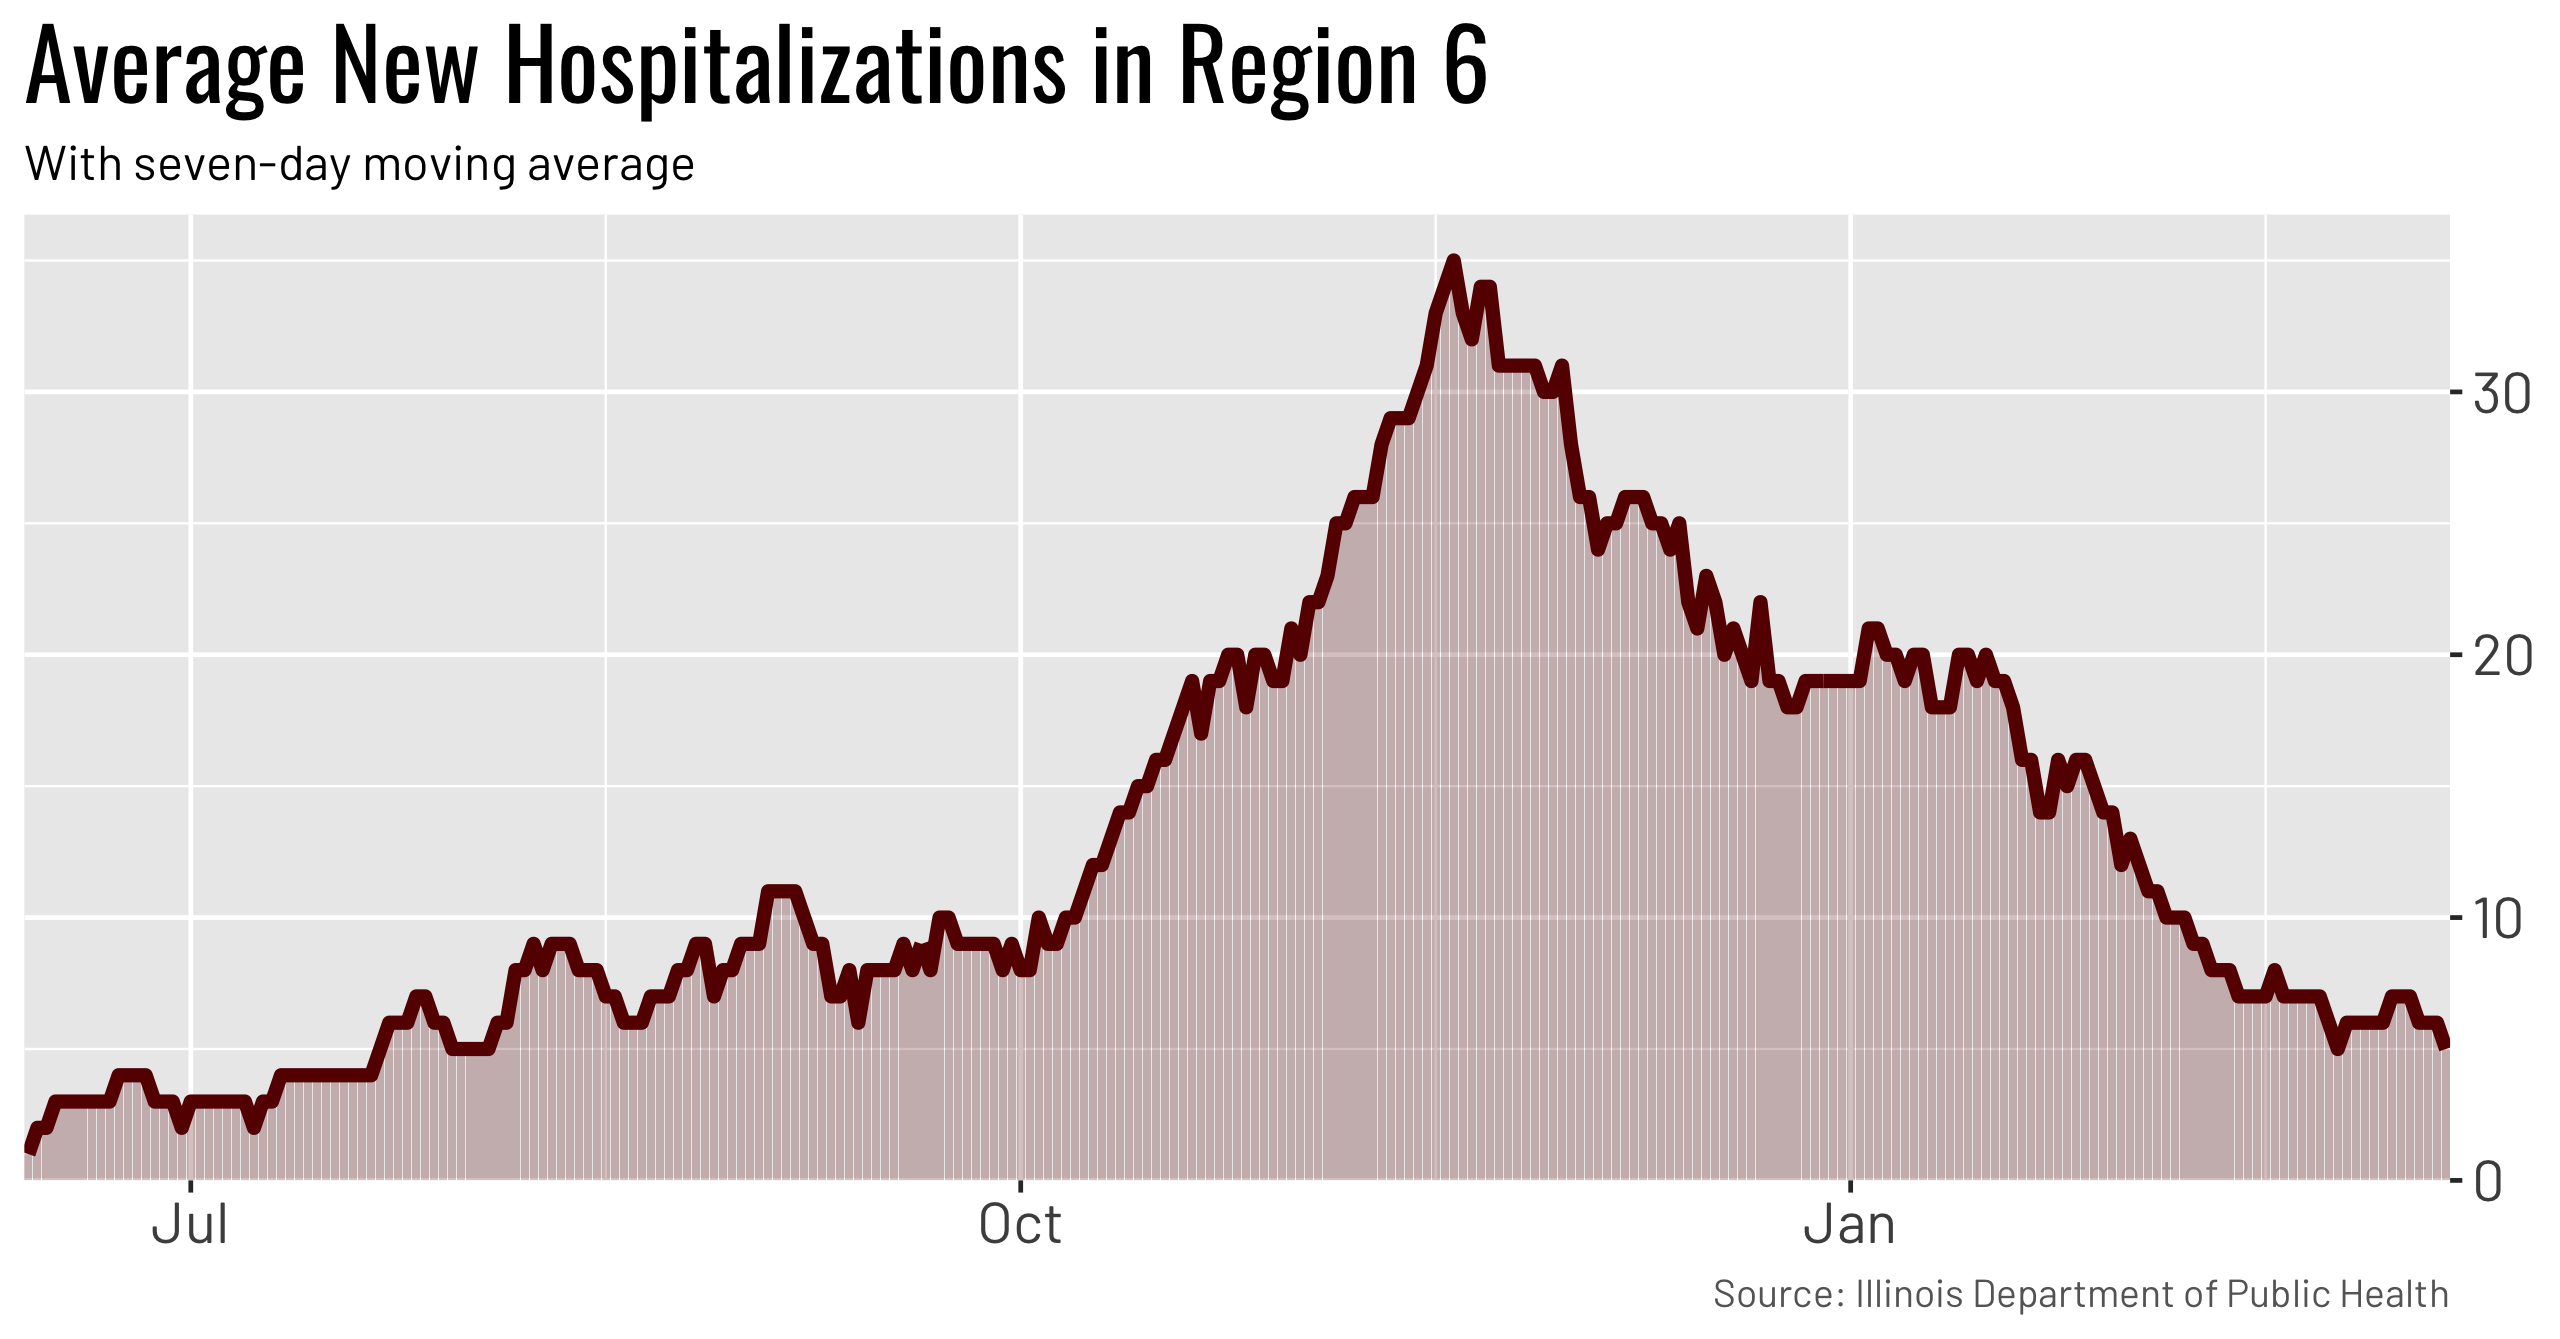 Average New Hospitalizations in Region 6
With seven-day moving average
30
20
10
0
Jul Oct Jan
Source: Illinois Department of Public Health